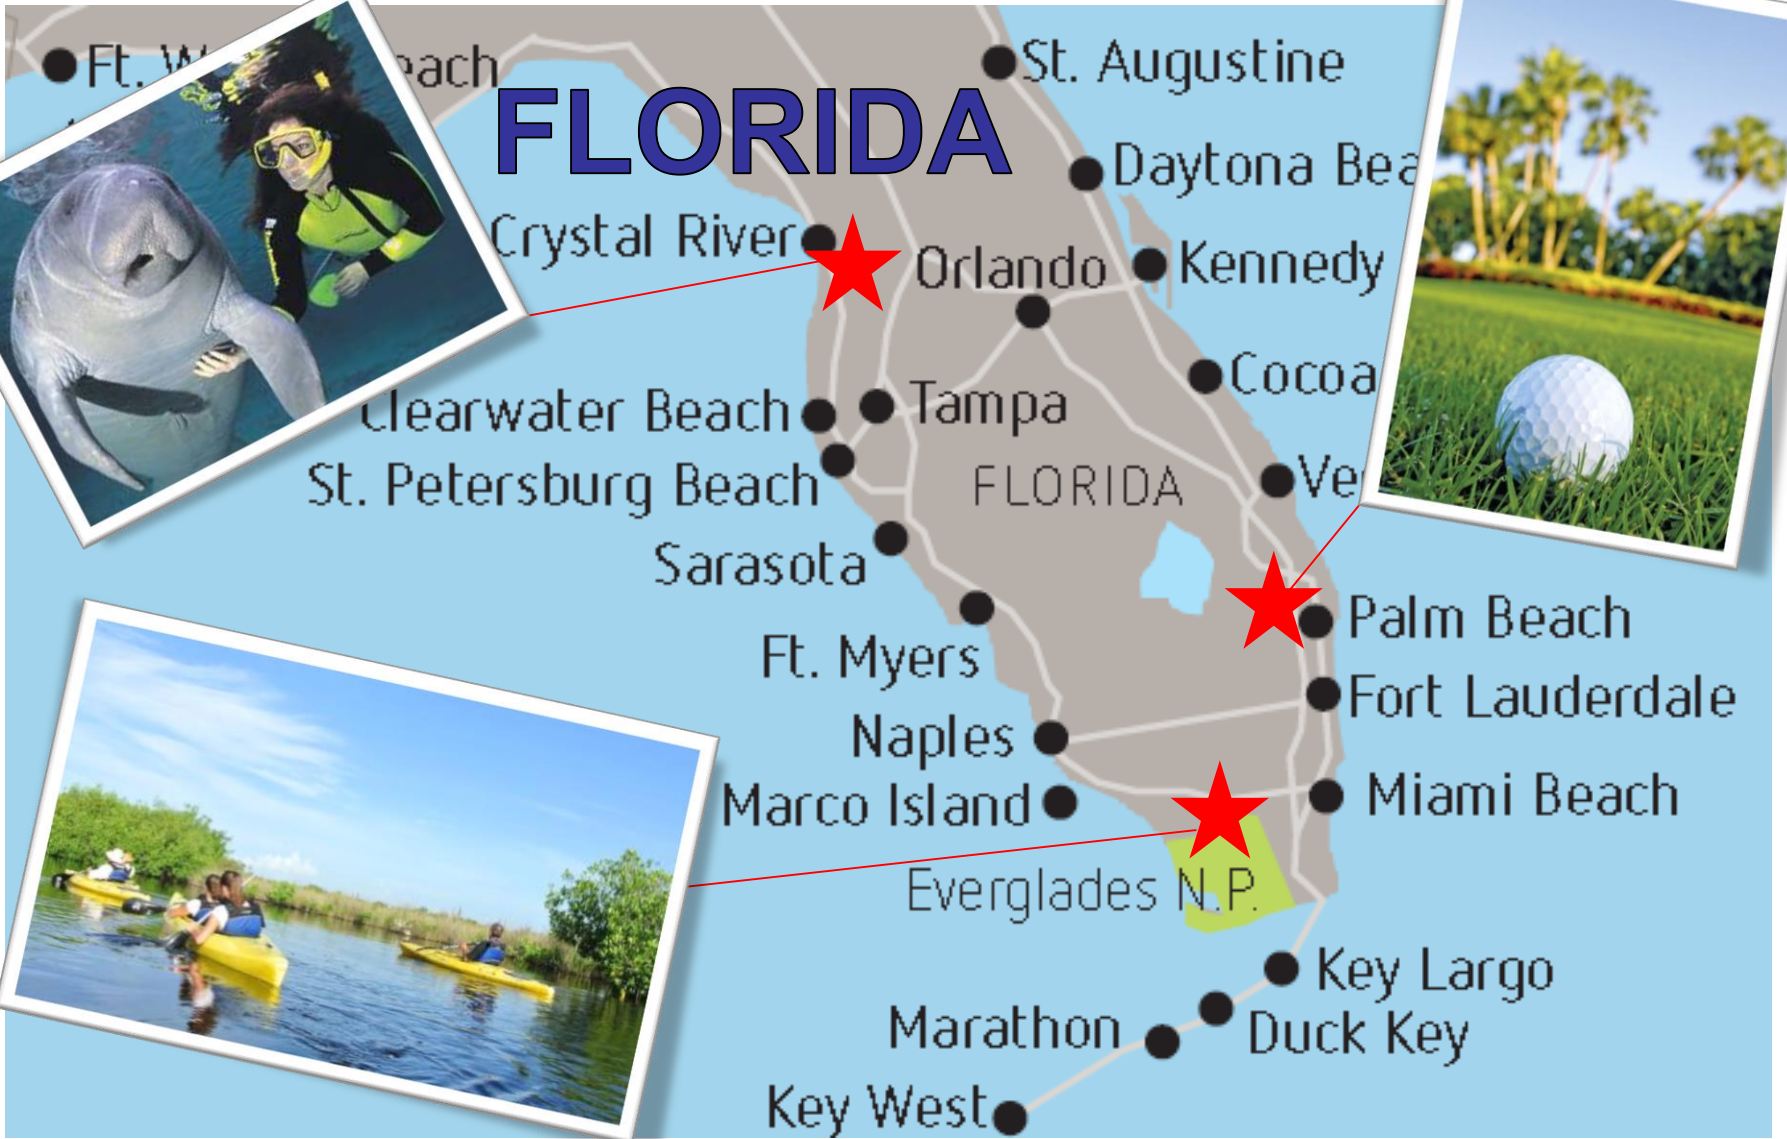 Ft. W
each
St. Augustine
FLORIDA
Daytona Bea
Crystal River
Orlando
Kennedy
Cocoa
Clearwater Beach
Tampa
St. Petersburg Beach
FLORIDA
Ve
Sarasota
Palm Beach
Ft. Myers
Fort Lauderdale
Naples
Marco Island
Miami Beach
Everglades N.P.
Key Largo
Marathon
Duck Key
Key West